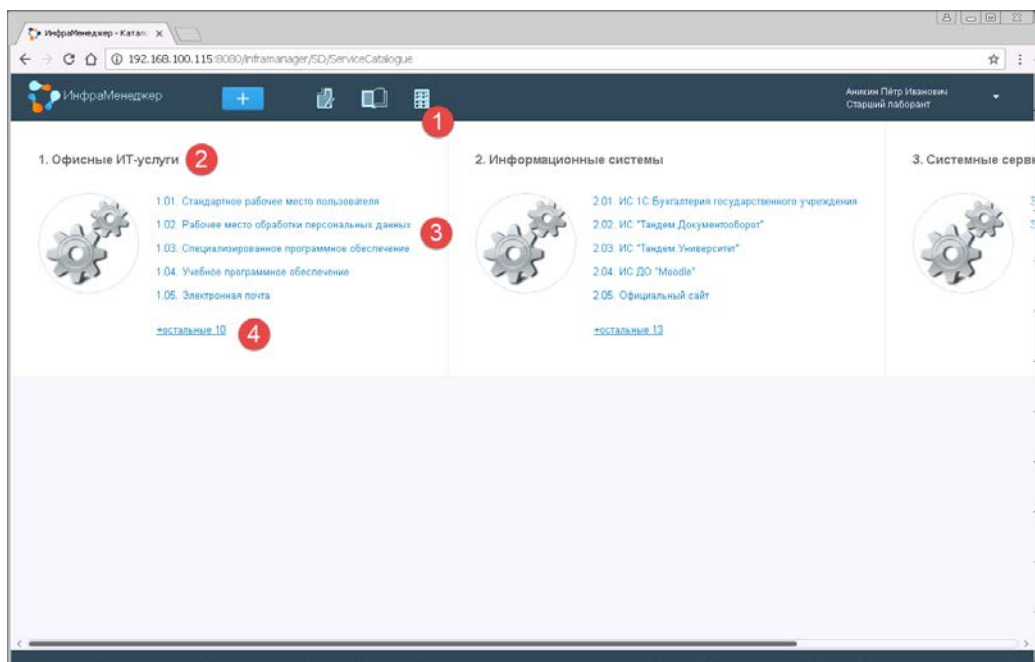 ИнфраМенеджер - Катало
192.168.100.115:8080/inframanager/SD/ServiceCatalogue
ИнфраМенеджер
+
Аникин Пётр Иванович
Старший лаборант
1
1. Офисные ИТ-услуги 2
1.01. Стандартное рабочее место пользователя
1.02. Рабочее место обработки персональных данных
3
1.03. Специализированное программное обеспечение
1.04. Учебное программное обеспечение
1.05. Электронная почта
+остальные 10
4
2. Информационные системы
2.01. ИС 1С Бухгалтерия государственного учреждения
2.02. ИС "Тандем.Документооборот"
2.03. ИС "Тандем.Университет"
2.04. ИС ДО "Moodle"
2.05. Официальный сайт
+остальные 13
3. Системные серв